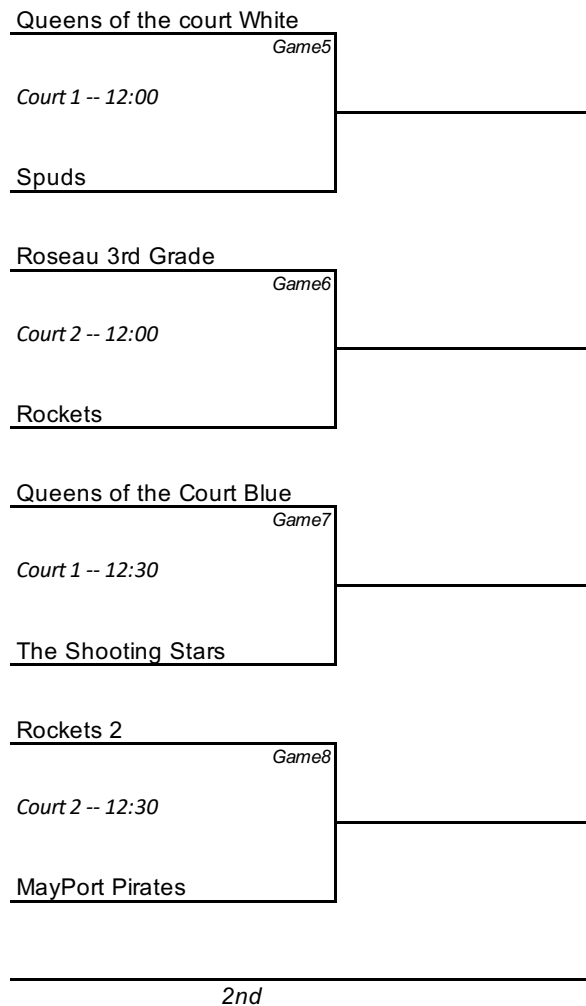 Queens of the court White
Game5
Court 1 -- 12:00
Spuds
Roseau 3rd Grade
Game6
Court 2 -- 12:00
Rockets
Queens of the Court Blue
Game7
Court 1 -- 12:30
The Shooting Stars
Rockets 2
Game8
Court 2 -- 12:30
MayPort Pirates
2nd